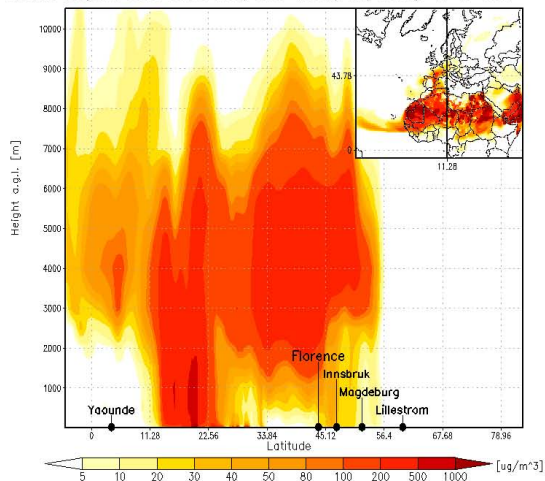 10000
9000
8000
7000
6000
5000
4000
3000
2000
1000
Height a.g.l. [m]
43.78
0
11.28
Florence
Innsbruk
Magdeburg
Yaounde
Lillestrom
0 11.28 22.56 33.84 45.12 56.4 67.68 78.96
Latitude
5 10 20 30 40 50 80 100 200 500 1000 [ug/m^3]